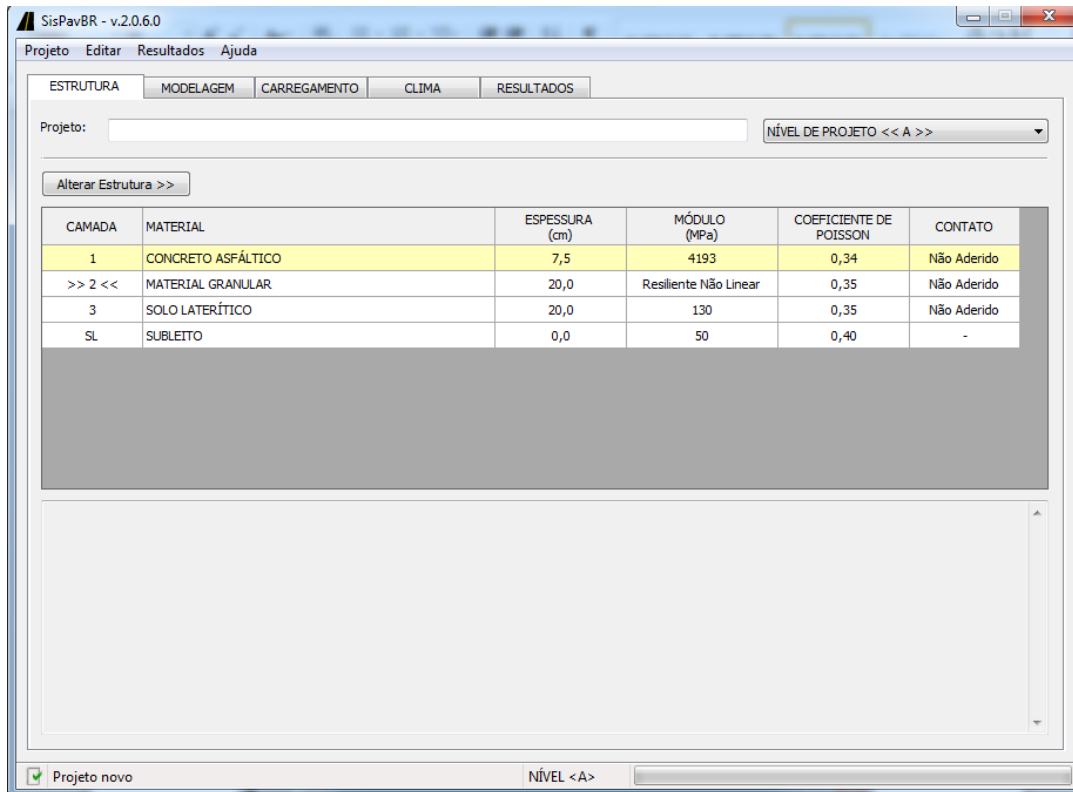 SisPavBR - v.2.0.6.0
Projeto Editar Resultados Ajuda
ESTRUTURA MODELAGEM CARREGAMENTO CLIMA RESULTADOS
Projeto: NÍVEL DE PROJETO << A >>
Alterar Estrutura >>
CAMADA MATERIAL ESPESSURA (cm) MÓDULO (MPa) COEFICIENTE DE POISSON CONTATO
1 CONCRETO ASFÁLTICO 7,5 4193 0,34 Não Aderido
>> 2 << MATERIAL GRANULAR 20,0 Resiliente Não Linear 0,35 Não Aderido
3 SOLO LATERÍTICO 20,0 130 0,35 Não Aderido
SL SUBLEITO 0,0 50 0,40 -
Projeto novo NÍVEL <A>